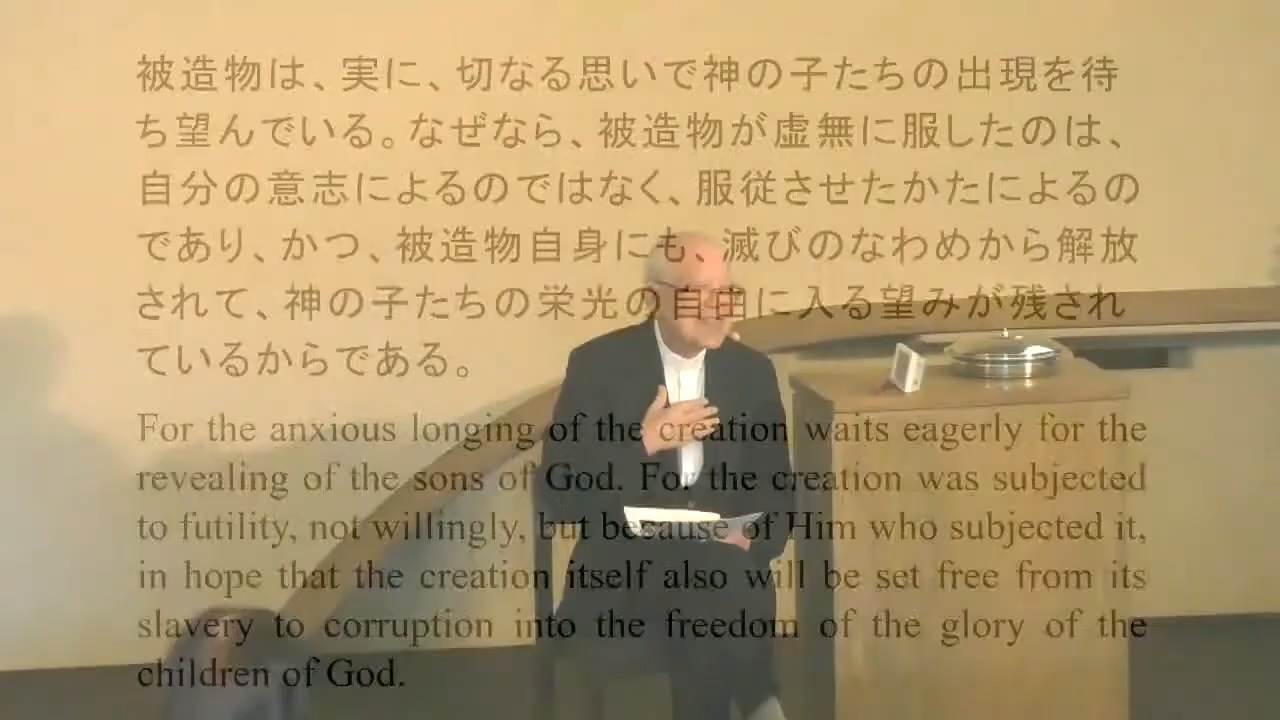 被造物は、実に、切なる思いで神の子たちの出現を待
ち望んでいる。なぜなら、被造物が虚無に服したのは、
自分の意志によるのではなく、服従させたかたによるの
であり、かつ、被造物自身にも、滅びのなわめから解放
されて、神の子たちの栄光の自由に入る望みが残され
ているからである。
For the anxious longing of the creation waits eagerly for the
revealing of the sons of God. For the creation was subjected
to futility, not willingly, but because of Him who subjected it,
in hope that the creation itself also will be set free from its
slavery to corruption into the freedom of the glory of the
children of God.